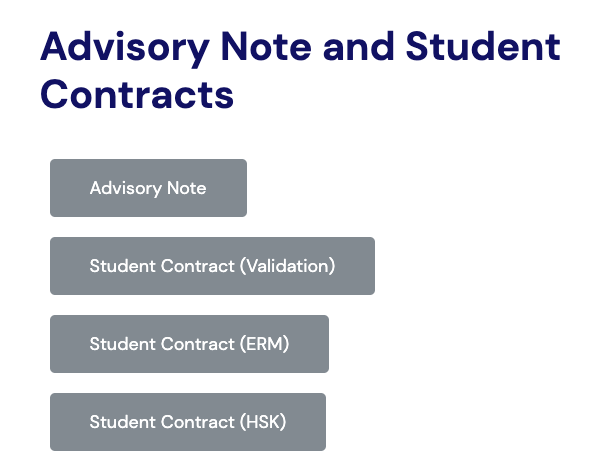 Advisory Note and Student
Contracts
Advisory Note
Student Contract (Validation)
Student Contract (ERM)
Student Contract (HSK)